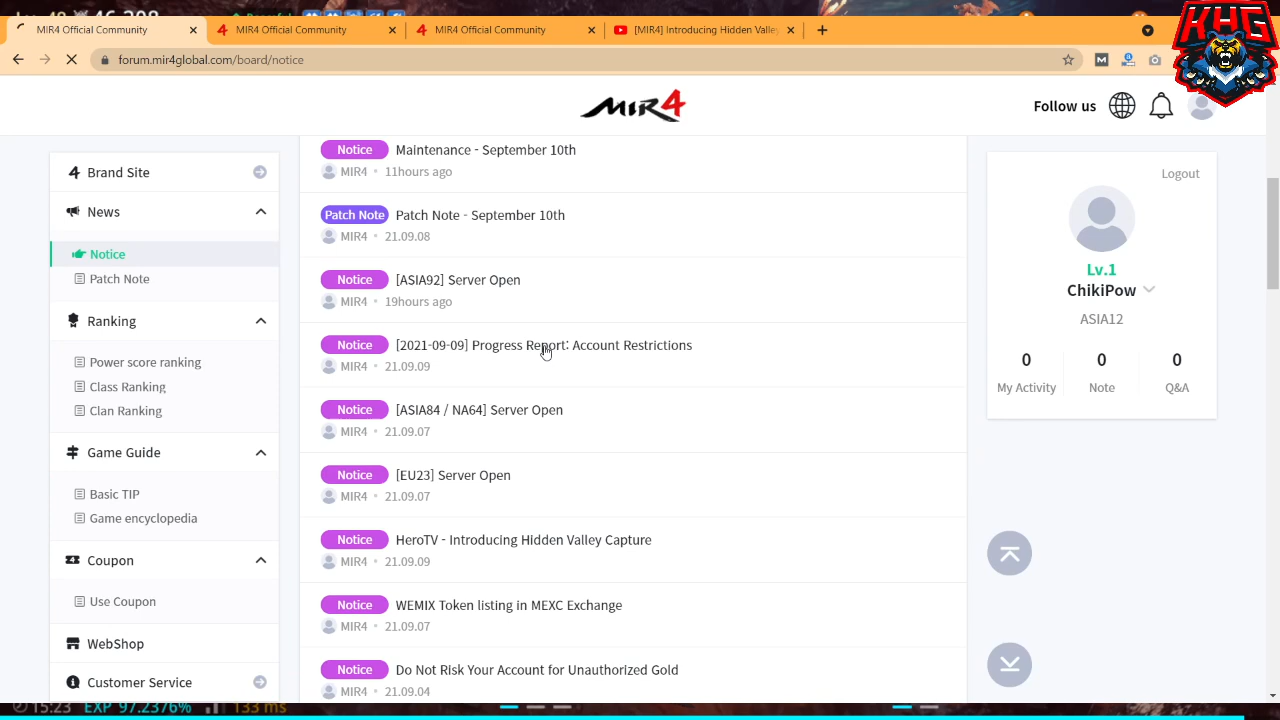 MIR4 Official Community
MIR4 Official Community
MIR4 Official Community
[MIR4] Introducing Hidden Valley
forum.mir4global.com/board/notice
KHG
MIR4
Follow us
Brand Site
News
Notice
Patch Note
Ranking
Power score ranking
Class Ranking
Clan Ranking
Game Guide
Basic TIP
Game encyclopedia
Coupon
Use Coupon
WebShop
Customer Service
Notice Maintenance - September 10th
MIR4 • 11hours ago
Patch Note Patch Note - September 10th
MIR4 • 21.09.08
Notice [ASIA92] Server Open
MIR4 • 19hours ago
Notice [2021-09-09] Progress Report: Account Restrictions
MIR4 • 21.09.09
Notice [ASIA84 / NA64] Server Open
MIR4 • 21.09.07
Notice [EU23] Server Open
MIR4 • 21.09.07
Notice HeroTV - Introducing Hidden Valley Capture
MIR4 • 21.09.09
Notice WEMIX Token listing in MEXC Exchange
MIR4 • 21.09.07
Notice Do Not Risk Your Account for Unauthorized Gold
MIR4 • 21.09.04
Logout
Lv.1
ChikiPow
ASIA12
0 0 0
My Activity Note Q&A
15:23 EXP 97.2376% 133 ms